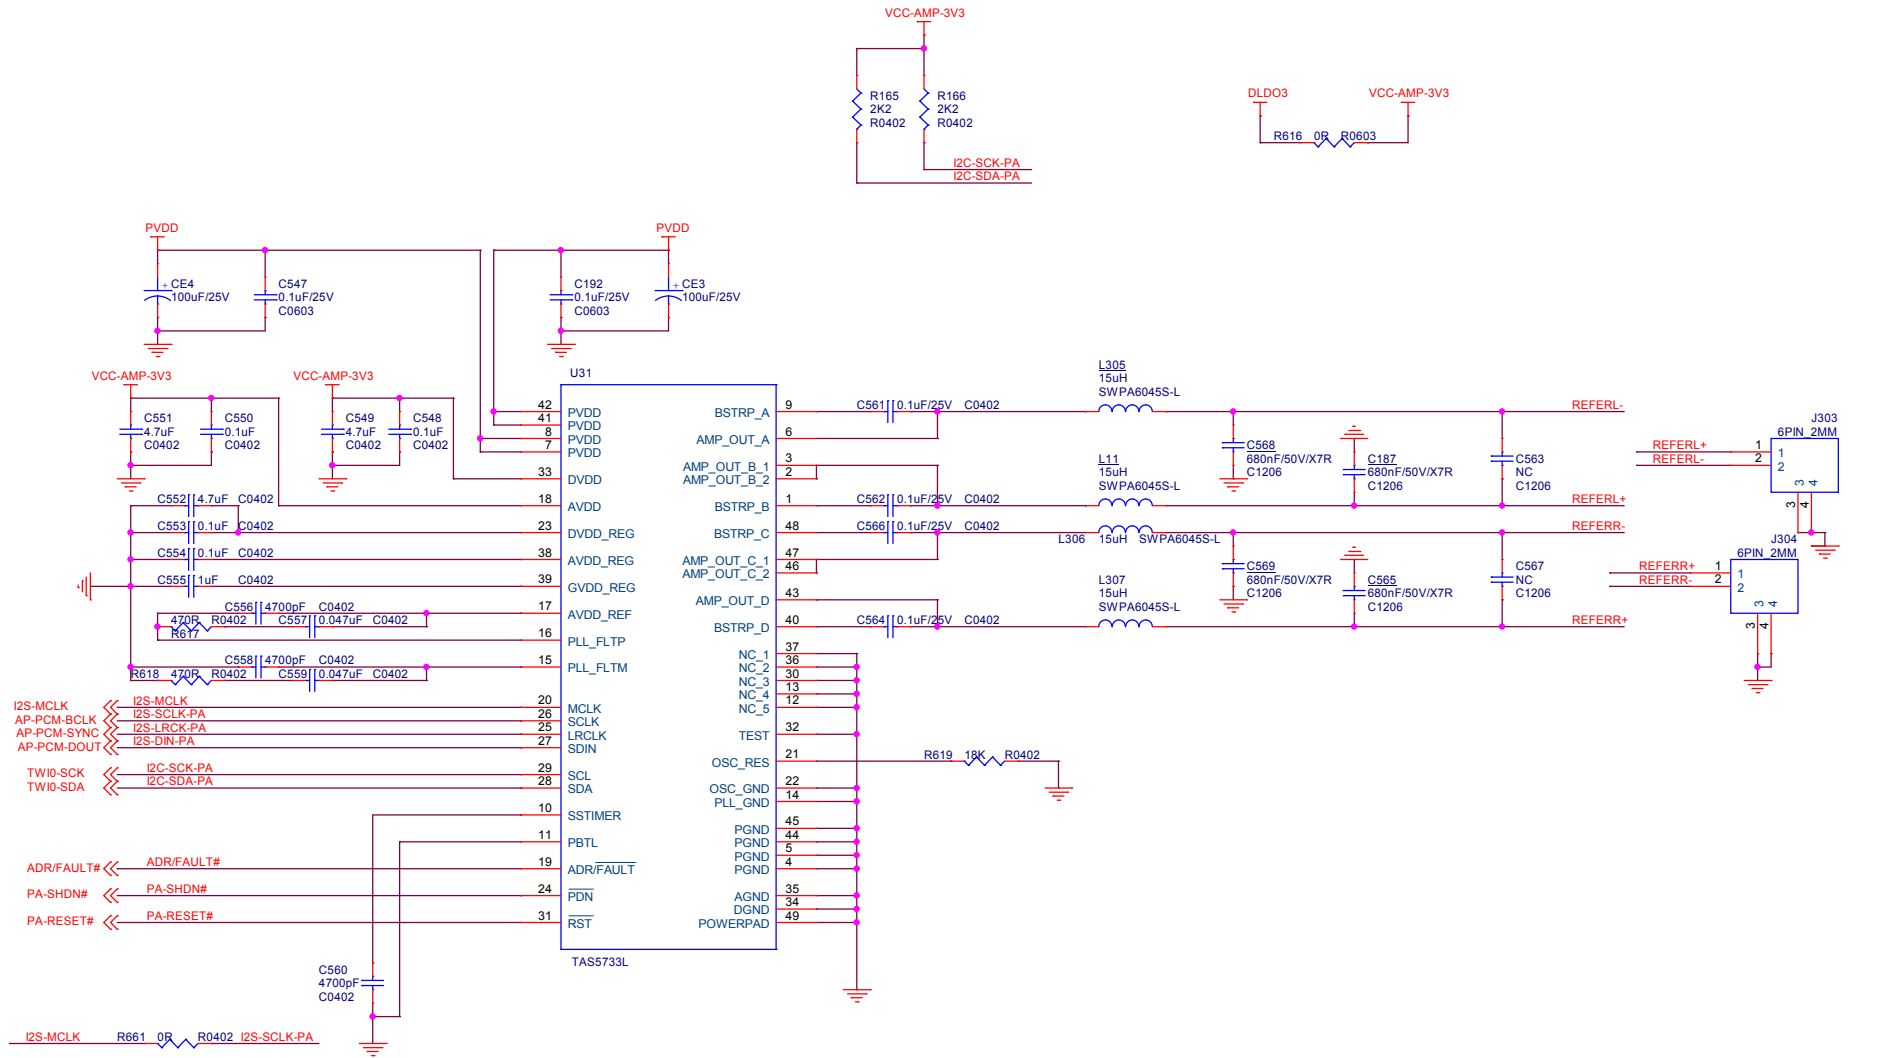 VCC-AMP-3V3
R165
2K2
R0402
R166
2K2
R0402
I2C-SCK-PA
I2C-SDA-PA
DLDO3
VCC-AMP-3V3
R616 0R R0603
PVDD
CE4
100uF/25V
C547
0.1uF/25V
C0603
PVDD
C192
0.1uF/25V
C0603
CE3
100uF/25V
VCC-AMP-3V3
C551
4.7uF
C0402
C550
0.1uF
C0402
VCC-AMP-3V3
C549
4.7uF
C0402
C548
0.1uF
C0402
C552 4.7uF C0402
C553 0.1uF C0402
C554 0.1uF C0402
C555 1uF C0402
C556 4700pF C0402
470R R0402 C557 0.047uF C0402
R617
C558 4700pF C0402
R618 470R R0402 C559 0.047uF C0402
I2S-MCLK I2S-MCLK
AP-PCM-BCLK I2S-SCLK-PA
AP-PCM-SYNC I2S-LRCK-PA
AP-PCM-DOUT I2S-DIN-PA
TWI0-SCK I2C-SCK-PA
TWI0-SDA I2C-SDA-PA
ADR/FAULT# ADR/FAULT#
PA-SHDN# PA-SHDN#
PA-RESET# PA-RESET#
C560
4700pF
C0402
I2S-MCLK R661 0R R0402 I2S-SCLK-PA
U31
42 PVDD
41 PVDD
8 PVDD
7 PVDD
33 DVDD
18 AVDD
23 DVDD_REG
38 AVDD_REG
39 GVDD_REG
17 AVDD_REF
16 PLL_FLTP
15 PLL_FLTM
20 MCLK
26 SCLK
25 LRCLK
27 SDIN
29 SCL
28 SDA
10 SSTIMER
11 PBTL
19 ADR/FAULT
24 PDN
31 RST
BSTRP_A 9
AMP_OUT_A 6
AMP_OUT_B_1 3
AMP_OUT_B_2 2
BSTRP_B 1
BSTRP_C 48
AMP_OUT_C_1 47
AMP_OUT_C_2 46
AMP_OUT_D 43
BSTRP_D 40
NC_1 37
NC_2 36
NC_3 30
NC_4 13
NC_5 12
TEST 32
OSC_RES 21
OSC_GND 22
PLL_GND 14
PGND 45
PGND 44
PGND 5
PGND 4
AGND 35
DGND 34
POWERPAD 49
TAS5733L
C561 0.1uF/25V C0402
C562 0.1uF/25V C0402
C566 0.1uF/25V C0402
C564 0.1uF/25V C0402
R619 18K R0402
L305
15uH
SWPA6045S-L
L11
15uH
SWPA6045S-L
L306 15uH SWPA6045S-L
L307
15uH
SWPA6045S-L
C568
680nF/50V/X7R
C1206
C187
680nF/50V/X7R
C1206
C563
NC
C1206
C569
680nF/50V/X7R
C1206
C565
680nF/50V/X7R
C1206
C567
NC
C1206
REFERL-
REFERL+
REFERR-
REFERR+
J303
6PIN_2MM
REFERL+ 1 1
REFERL- 2 2
3 4
3 4
J304
6PIN_2MM
REFERR+ 1 1
REFERR- 2 2
3 4
3 4